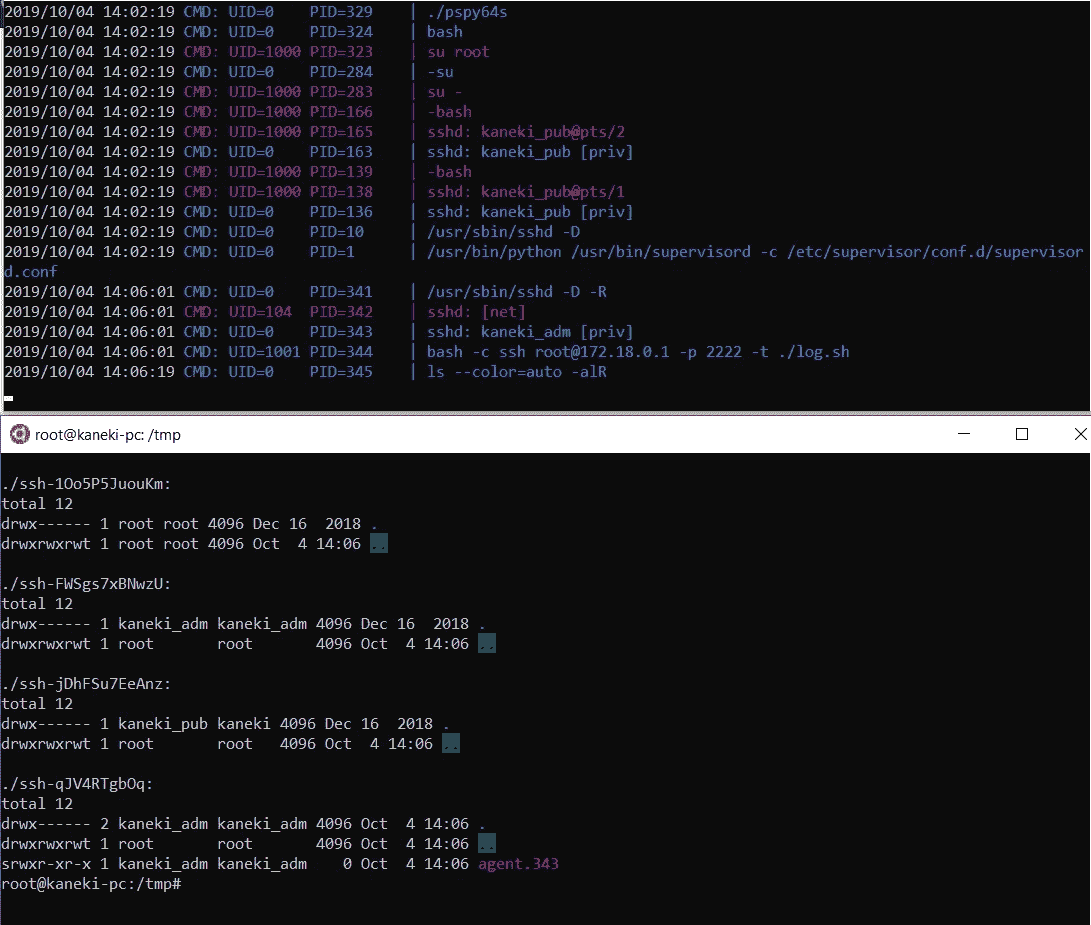 2019/10/04 14:02:19 CMD: UID=0    PID=329    | ./pspy64s
2019/10/04 14:02:19 CMD: UID=0    PID=324    | bash
2019/10/04 14:02:19 CMD: UID=1000 PID=323    | su root
2019/10/04 14:02:19 CMD: UID=0    PID=284    | -su
2019/10/04 14:02:19 CMD: UID=1000 PID=283    | su -
2019/10/04 14:02:19 CMD: UID=1000 PID=166    | -bash
2019/10/04 14:02:19 CMD: UID=1000 PID=165    | sshd: kaneki_pub@pts/2
2019/10/04 14:02:19 CMD: UID=0    PID=163    | sshd: kaneki_pub [priv]
2019/10/04 14:02:19 CMD: UID=1000 PID=139    | -bash
2019/10/04 14:02:19 CMD: UID=1000 PID=138    | sshd: kaneki_pub@pts/1
2019/10/04 14:02:19 CMD: UID=0    PID=136    | sshd: kaneki_pub [priv]
2019/10/04 14:02:19 CMD: UID=0    PID=10     | /usr/sbin/sshd -D
2019/10/04 14:02:19 CMD: UID=0    PID=1      | /usr/bin/python /usr/bin/supervisord -c /etc/supervisor/conf.d/supervisor
d.conf
2019/10/04 14:06:01 CMD: UID=0    PID=341    | /usr/sbin/sshd -D -R
2019/10/04 14:06:01 CMD: UID=104  PID=342    | sshd: [net]
2019/10/04 14:06:01 CMD: UID=0    PID=343    | sshd: kaneki_adm [priv]
2019/10/04 14:06:01 CMD: UID=1001 PID=344    | bash -c ssh root@172.18.0.1 -p 2222 -t ./log.sh
2019/10/04 14:06:19 CMD: UID=0    PID=345    | ls --color=auto -alR
root@kaneki-pc: /tmp
./ssh-1Oo5P5JuouKm:
total 12
drwx------ 1 root root 4096 Dec 16  2018 .
drwxrwxrwt 1 root root 4096 Oct  4 14:06 ..
./ssh-FWSgs7xBNwzU:
total 12
drwx------ 1 kaneki_adm kaneki_adm 4096 Dec 16  2018 .
drwxrwxrwt 1 root       root       4096 Oct  4 14:06 ..
./ssh-jDhFSu7EeAnz:
total 12
drwx------ 1 kaneki_pub kaneki 4096 Dec 16  2018 .
drwxrwxrwt 1 root       root   4096 Oct  4 14:06 ..
./ssh-qJV4RTgbOq:
total 12
drwx------ 2 kaneki_adm kaneki_adm 4096 Oct  4 14:06 .
drwxrwxrwt 1 root       root       4096 Oct  4 14:06 ..
srwxr-xr-x 1 kaneki_adm kaneki_adm    0 Oct  4 14:06 agent.343
root@kaneki-pc:/tmp#